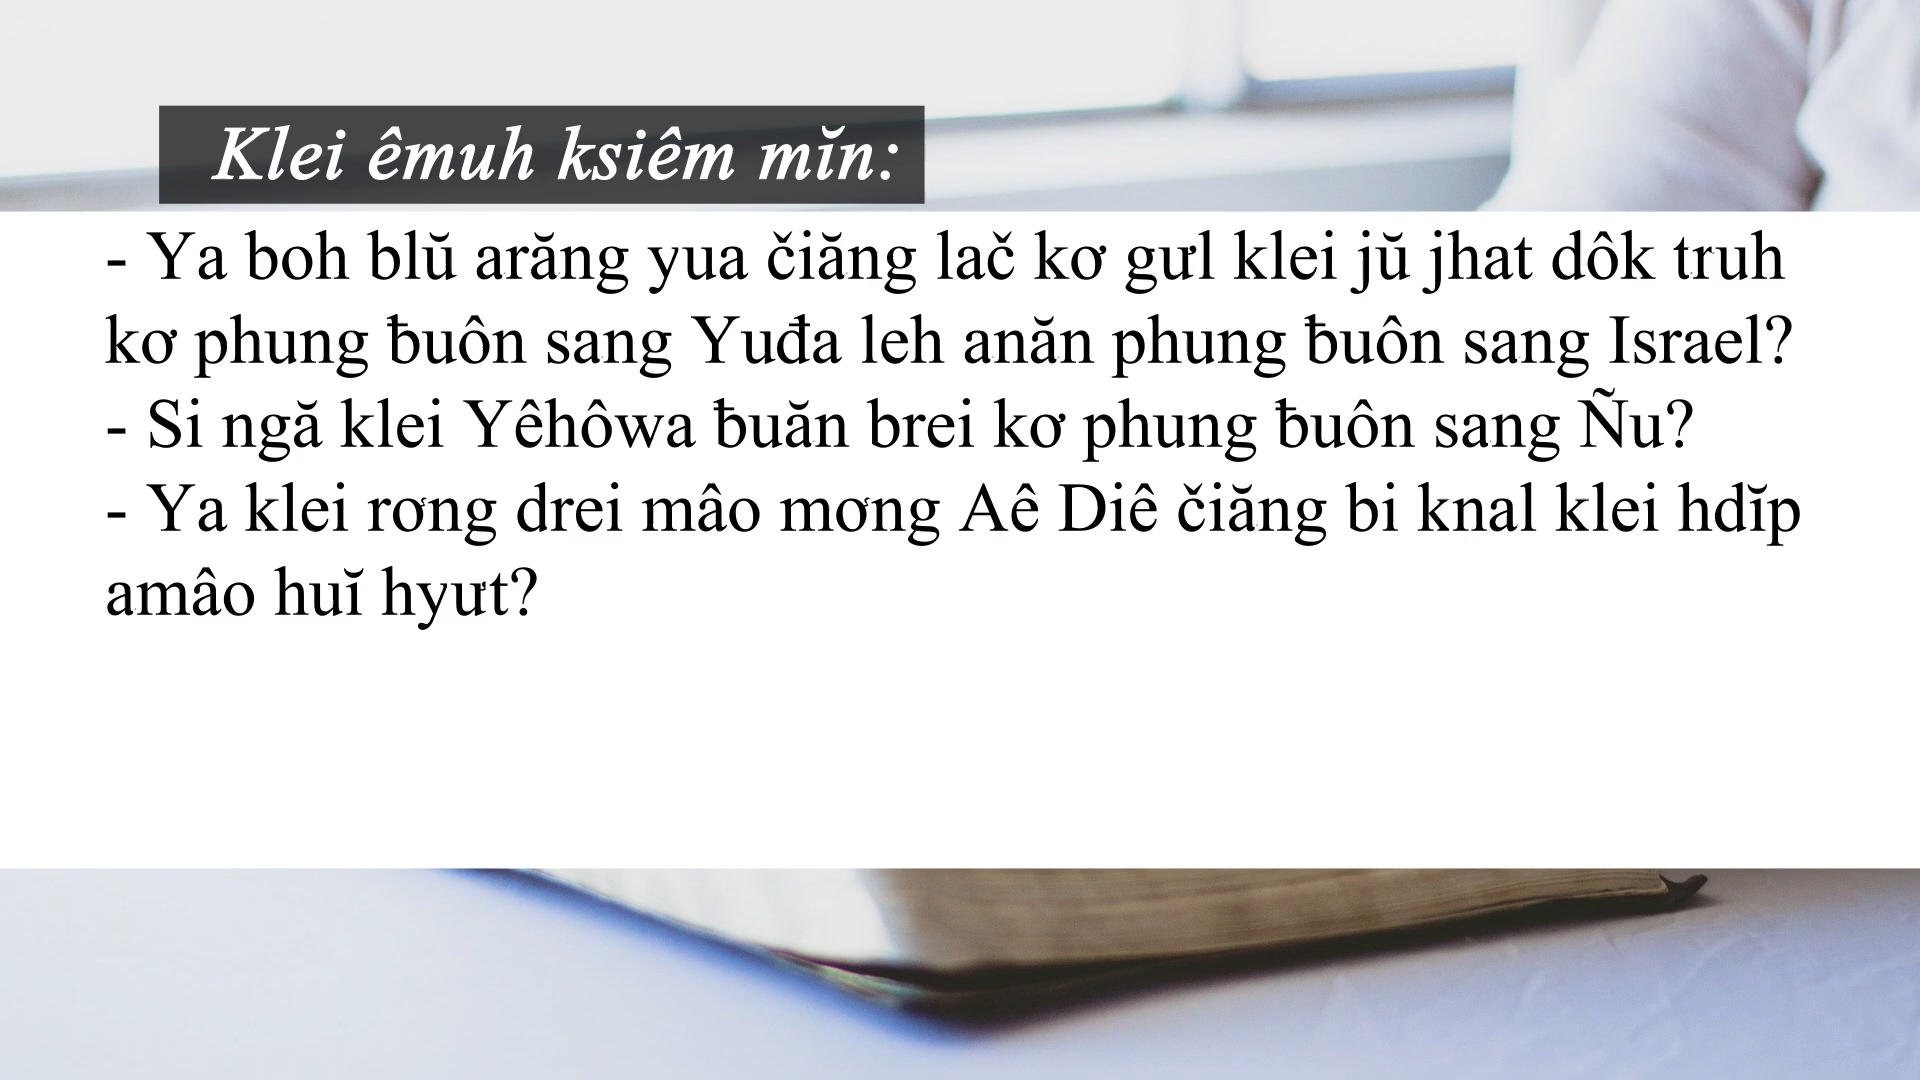 Klei êmuh ksiêm mĭn:
- Ya boh blŭ arăng yua čiăng lač kơ gưl klei jŭ jhat dôk truh
kơ phung ƀuôn sang Yuđa leh anăn phung ƀuôn sang Israel?
- Si ngă klei Yêhôwa ƀuăn brei kơ phung ƀuôn sang Ñu?
- Ya klei rơng drei mâo mơng Aê Diê čiăng bi knal klei hdĭp
amâo huĭ hyưt?